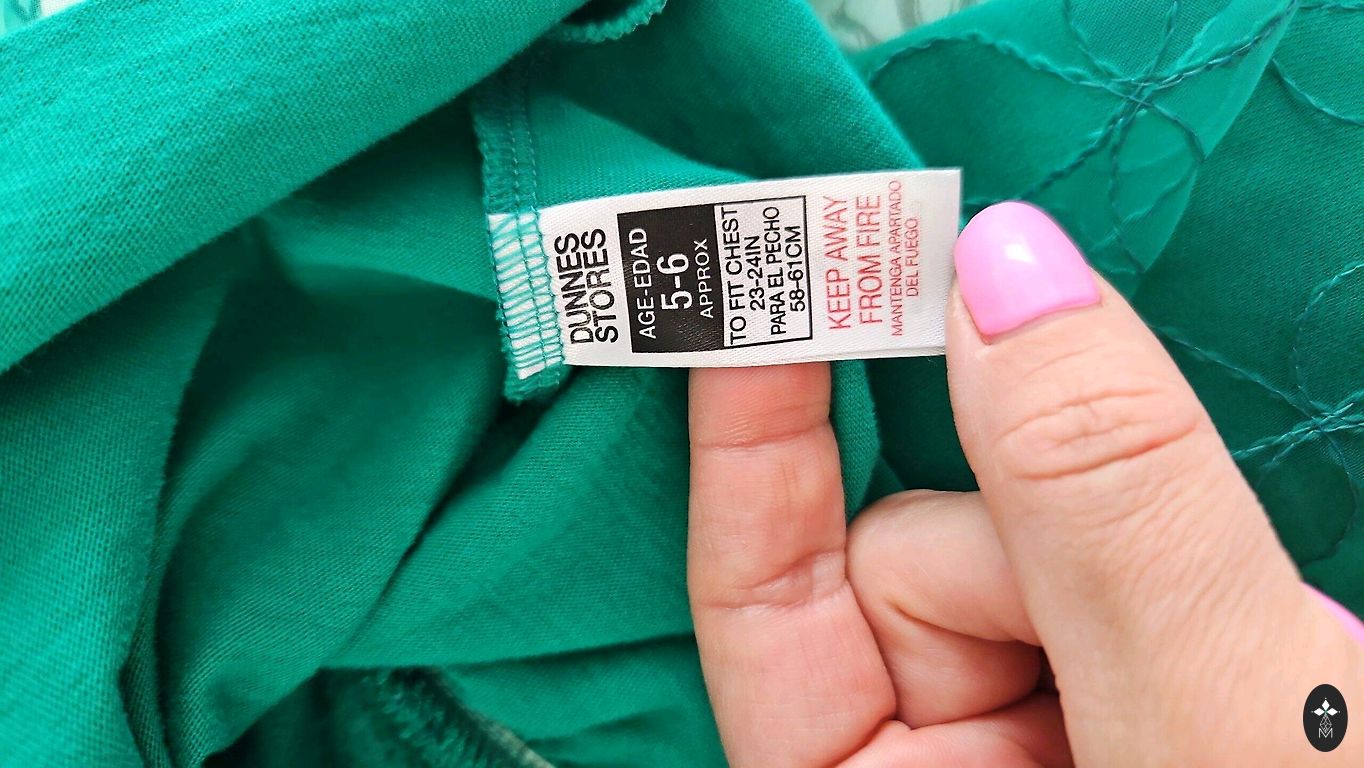 DUNNES
STORES
AGE-EDAD
5-6
APPROX
TO FIT CHEST
23-24IN
PARA EL PECHO
58-61CM
KEEP AWAY
FROM FIRE
MANTENGA APARTADO
DEL FUEGO
M